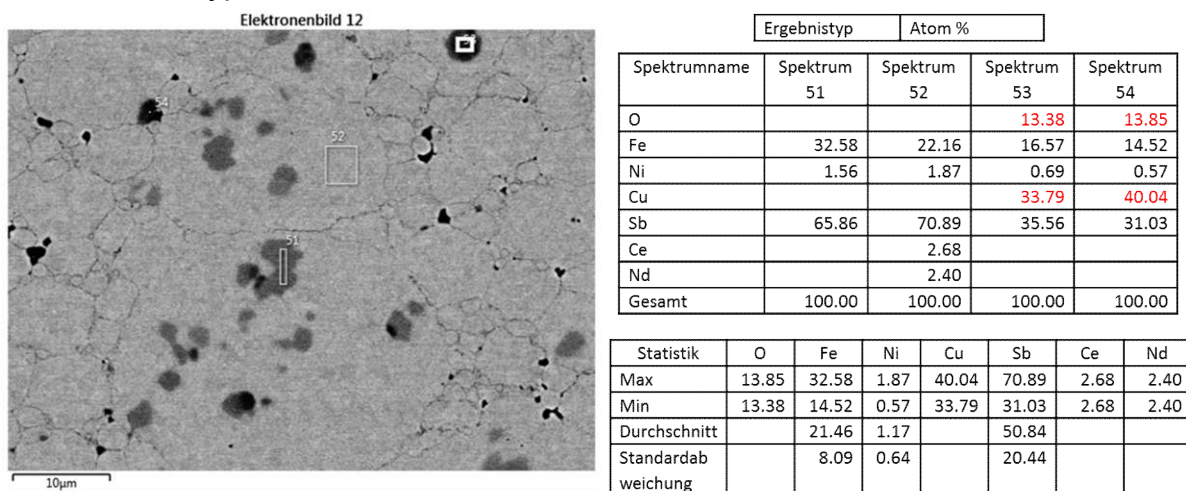 Elektronenbild 12
53
54
52
51
10µm
Ergebnistyp Atom %
Spektrumname Spektrum 51 Spektrum 52 Spektrum 53 Spektrum 54
O 13.38 13.85
Fe 32.58 22.16 16.57 14.52
Ni 1.56 1.87 0.69 0.57
Cu 33.79 40.04
Sb 65.86 70.89 35.56 31.03
Ce 2.68
Nd 2.40
Gesamt 100.00 100.00 100.00 100.00
Statistik O Fe Ni Cu Sb Ce Nd
Max 13.85 32.58 1.87 40.04 70.89 2.68 2.40
Min 13.38 14.52 0.57 33.79 31.03 2.68 2.40
Durchschnitt 21.46 1.17 50.84
Standardab 8.09 0.64 20.44
weichung